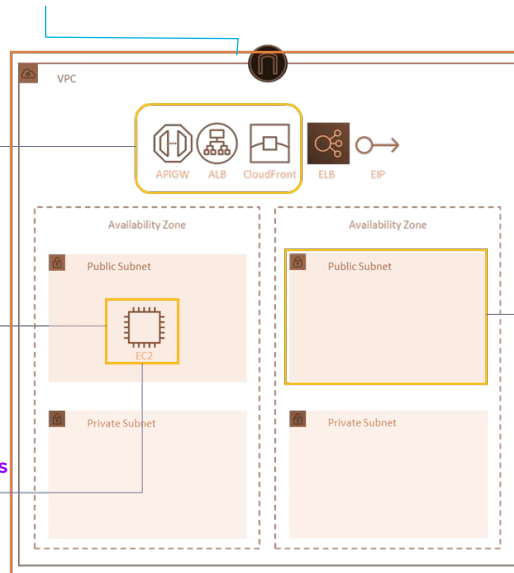 VPC
APIGW ALB CloudFront ELB EIP
Availability Zone
Availability Zone
Public Subnet
Public Subnet
EC2
Private Subnet
Private Subnet
s